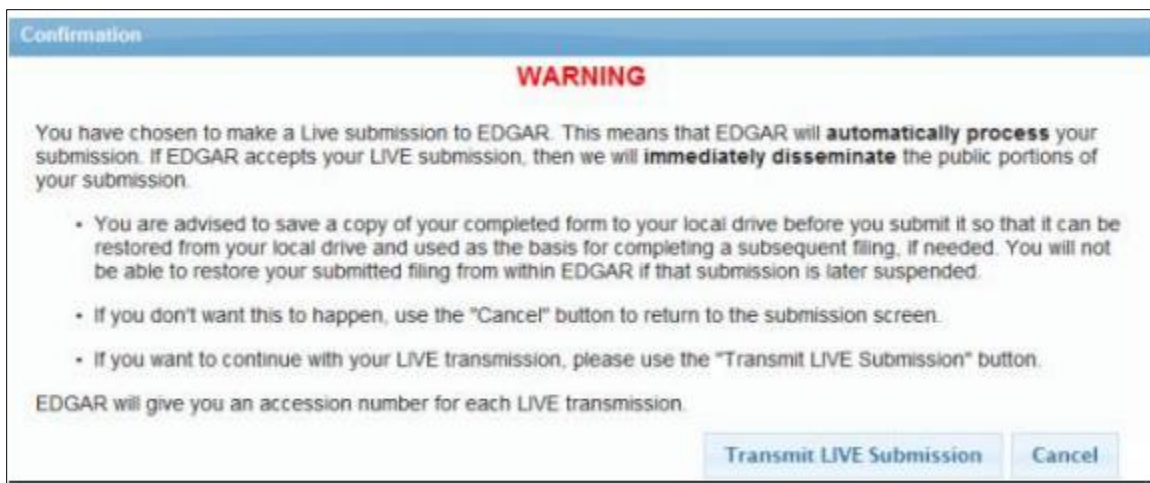 Confirmation
WARNING
You have chosen to make a Live submission to EDGAR. This means that EDGAR will automatically process your
submission. If EDGAR accepts your LIVE submission, then we will immediately disseminate the public portions of
your submission.
• You are advised to save a copy of your completed form to your local drive before you submit it so that it can be
restored from your local drive and used as the basis for completing a subsequent filing, if needed. You will not
be able to restore your submitted filing from within EDGAR if that submission is later suspended.
• If you don't want this to happen, use the "Cancel" button to return to the submission screen.
• If you want to continue with your LIVE transmission, please use the "Transmit LIVE Submission" button.
EDGAR will give you an accession number for each LIVE transmission.
Transmit LIVE Submission Cancel